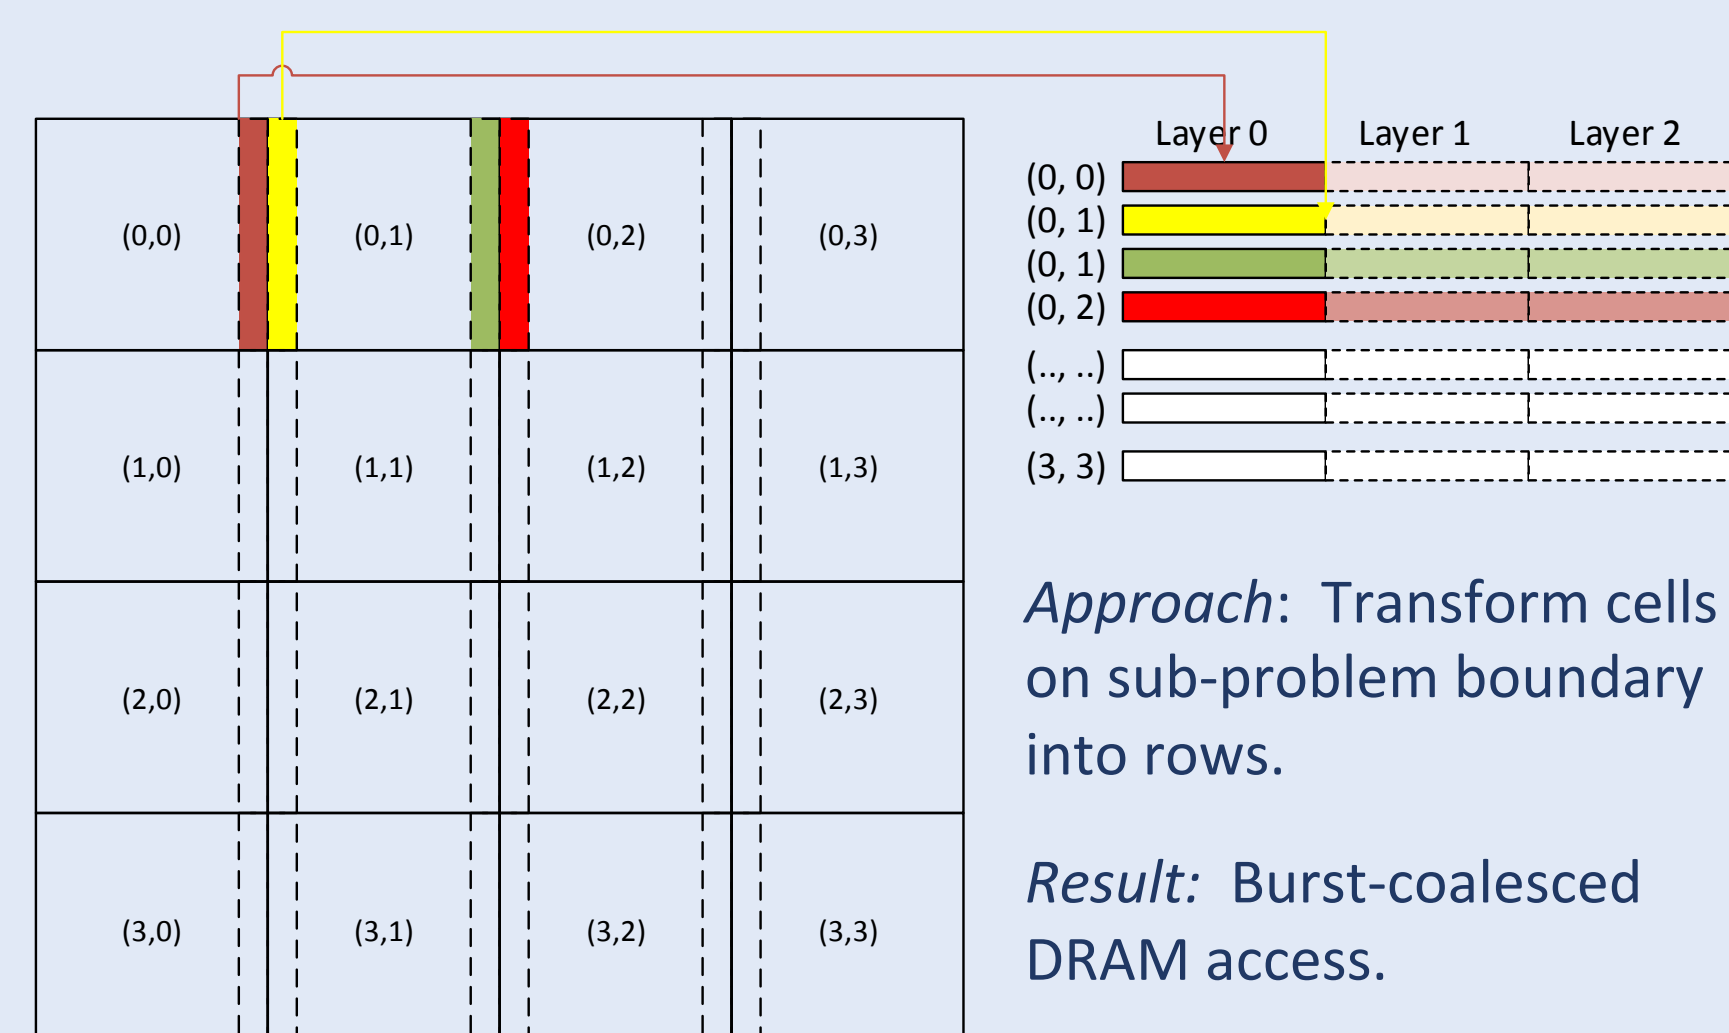 (0,0) (0,1) (0,2) (0,3)
(1,0) (1,1) (1,2) (1,3)
(2,0) (2,1) (2,2) (2,3)
(3,0) (3,1) (3,2) (3,3)
Layer 0 Layer 1 Layer 2
(0, 0)
(0, 1)
(0, 1)
(0, 2)
(.., ..)
(.., ..)
(3, 3)
Approach: Transform cells
on sub-problem boundary
into rows.
Result: Burst-coalesced
DRAM access.